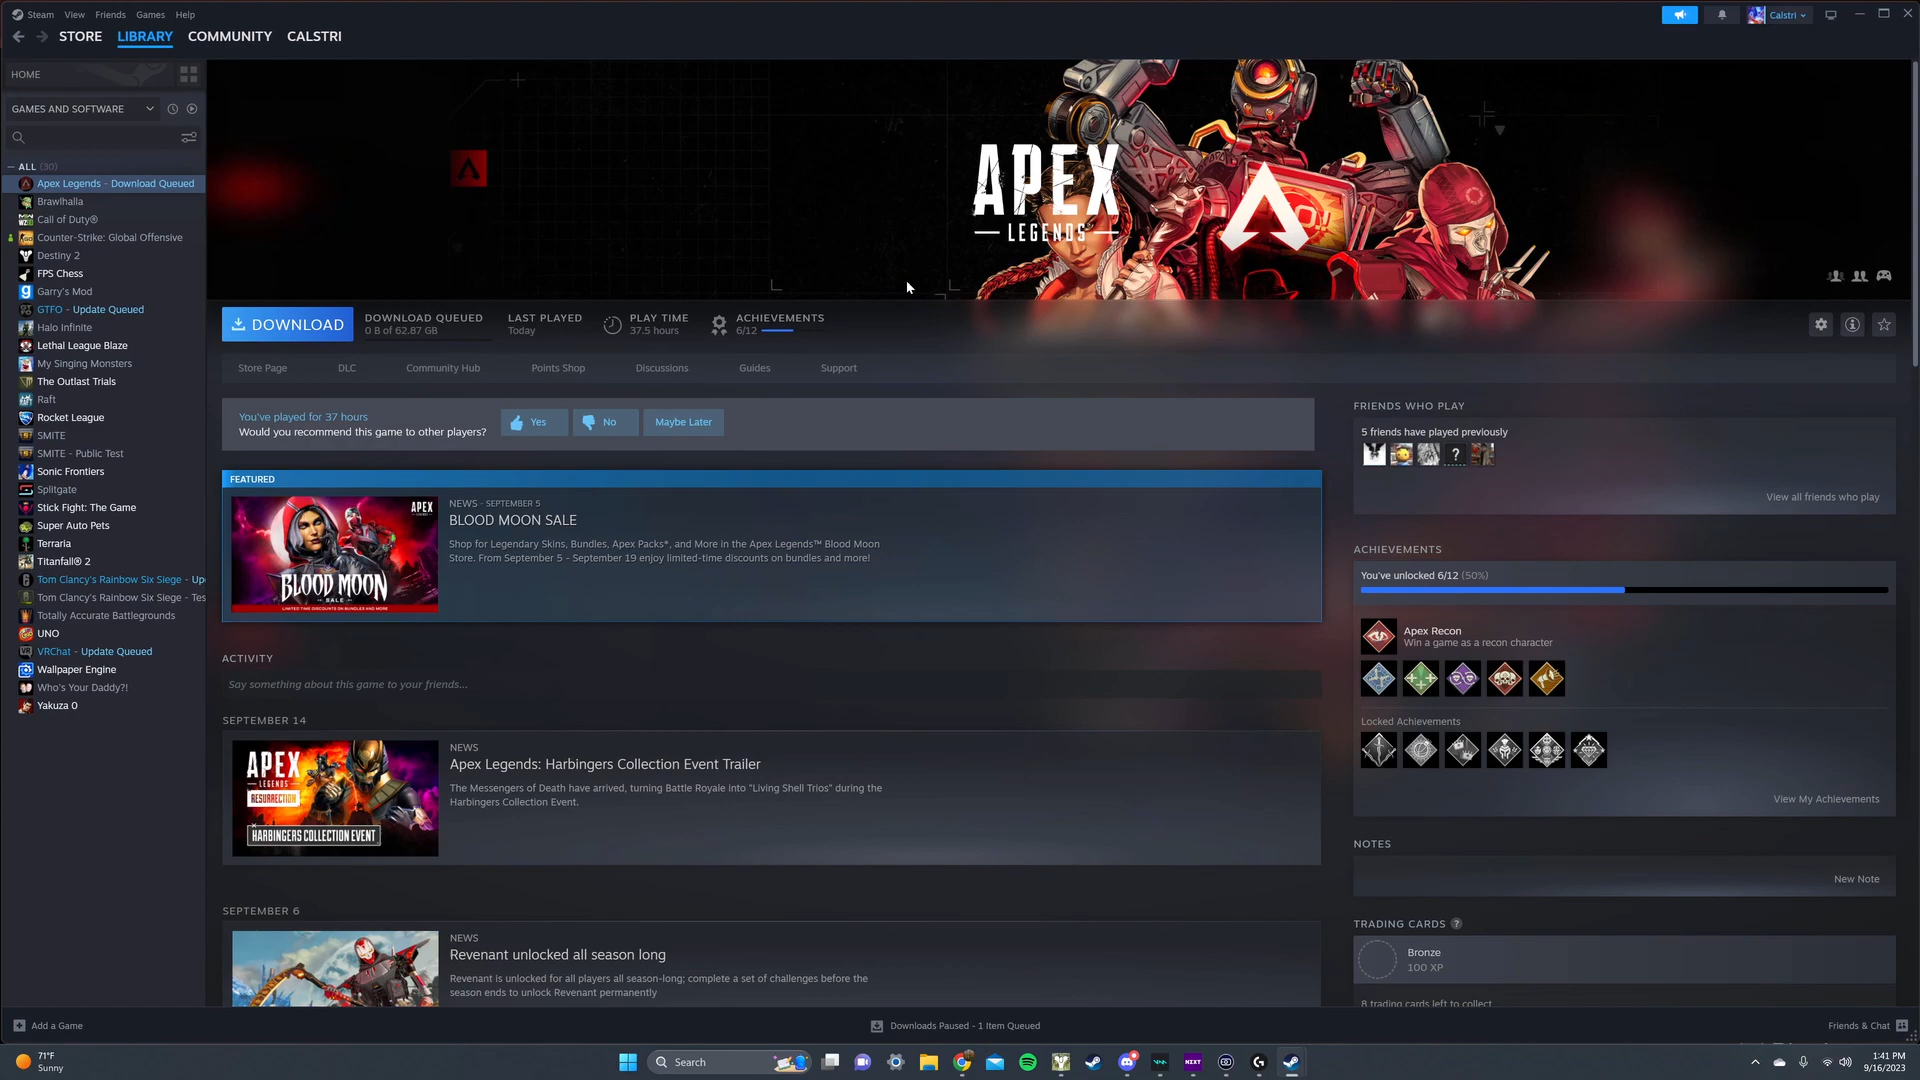 Steam View Friends Games Help
Calstri
STORE LIBRARY COMMUNITY CALSTRI
HOME
GAMES AND SOFTWARE
ALL (30)
Apex Legends - Download Queued
Brawlhalla
Call of Duty®
Counter-Strike: Global Offensive
Destiny 2
FPS Chess
Garry's Mod
GTFO - Update Queued
Halo Infinite
Lethal League Blaze
My Singing Monsters
The Outlast Trials
Raft
Rocket League
SMITE
SMITE - Public Test
Sonic Frontiers
Splitgate
Stick Fight: The Game
Super Auto Pets
Terraria
Titanfall® 2
Tom Clancy's Rainbow Six Siege - Up
Tom Clancy's Rainbow Six Siege - Tes
Totally Accurate Battlegrounds
UNO
VRChat - Update Queued
Wallpaper Engine
Who's Your Daddy?!
Yakuza 0
APEX
LEGENDS
DOWNLOAD
DOWNLOAD QUEUED
0 B of 62.87 GB
LAST PLAYED
Today
PLAY TIME
37.5 hours
ACHIEVEMENTS
6/12
Store Page DLC Community Hub Points Shop Discussions Guides Support
You've played for 37 hours
Would you recommend this game to other players?
Yes No Maybe Later
FEATURED
APEX
BLOOD MOON
SALE
LIMITED TIME DISCOUNTS ON BUNDLES AND MORE
NEWS - SEPTEMBER 5
BLOOD MOON SALE
Shop for Legendary Skins, Bundles, Apex Packs*, and More in the Apex Legends™ Blood Moon
Store. From September 5 - September 19 enjoy limited-time discounts on bundles and more!
ACTIVITY
Say something about this game to your friends...
SEPTEMBER 14
APEX
LEGENDS
RESURRECTION
HARBINGERS COLLECTION EVENT
NEWS
Apex Legends: Harbingers Collection Event Trailer
The Messengers of Death have arrived, turning Battle Royale into "Living Shell Trios" during the
Harbingers Collection Event.
SEPTEMBER 6
NEWS
Revenant unlocked all season long
Revenant is unlocked for all players all season-long; complete a set of challenges before the
season ends to unlock Revenant permanently
FRIENDS WHO PLAY
5 friends have played previously
?
View all friends who play
ACHIEVEMENTS
You've unlocked 6/12 (50%)
Apex Recon
Win a game as a recon character
Locked Achievements
View My Achievements
NOTES
New Note
TRADING CARDS ?
Bronze
100 XP
8 trading cards left to collect
Add a Game
Downloads Paused - 1 Item Queued
Friends & Chat
71°F
Sunny
Search
NZXT
1:41 PM
9/16/2023